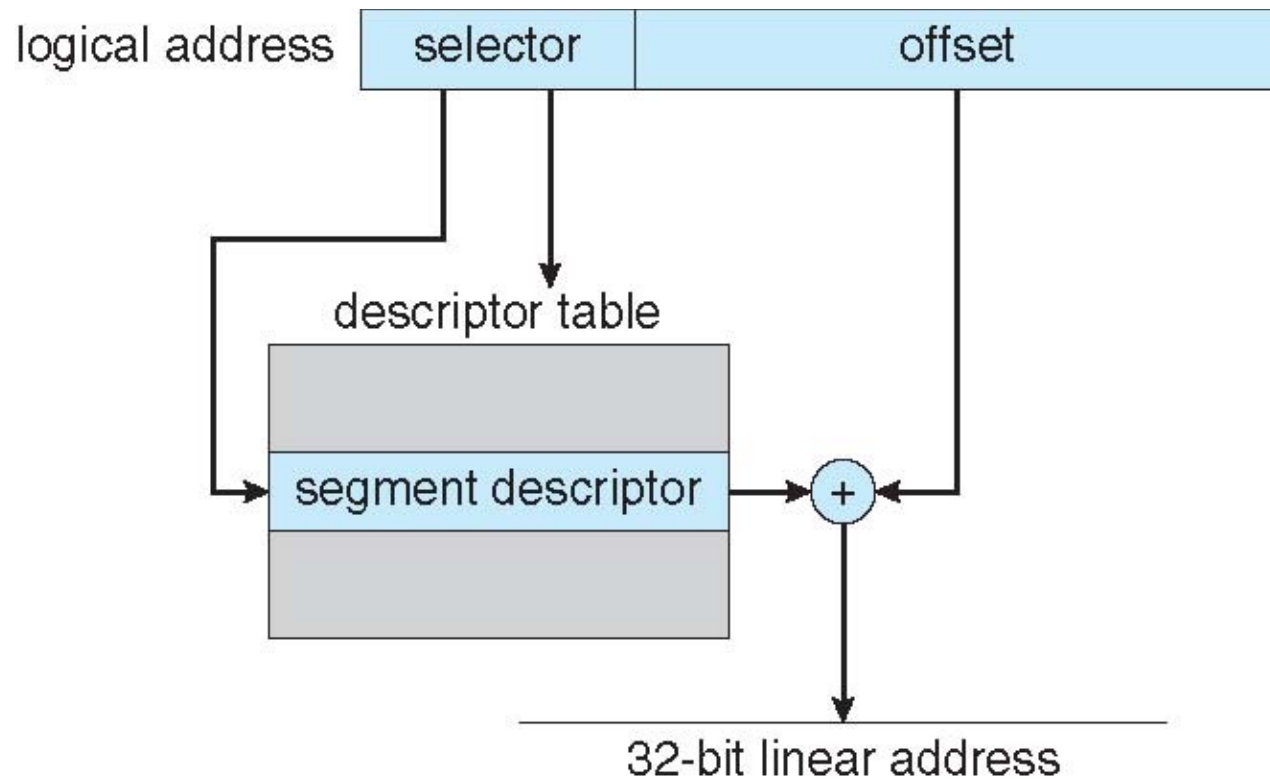 logical address selector offset
descriptor table
segment descriptor +
32-bit linear address